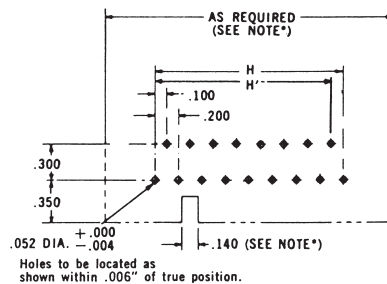 AS REQUIRED
(SEE NOTE*)
H
H'
.100
.200
.300
.350
.052 DIA. +.000 -.004
.140 (SEE NOTE*)
Holes to be located as
shown within .006" of true position.